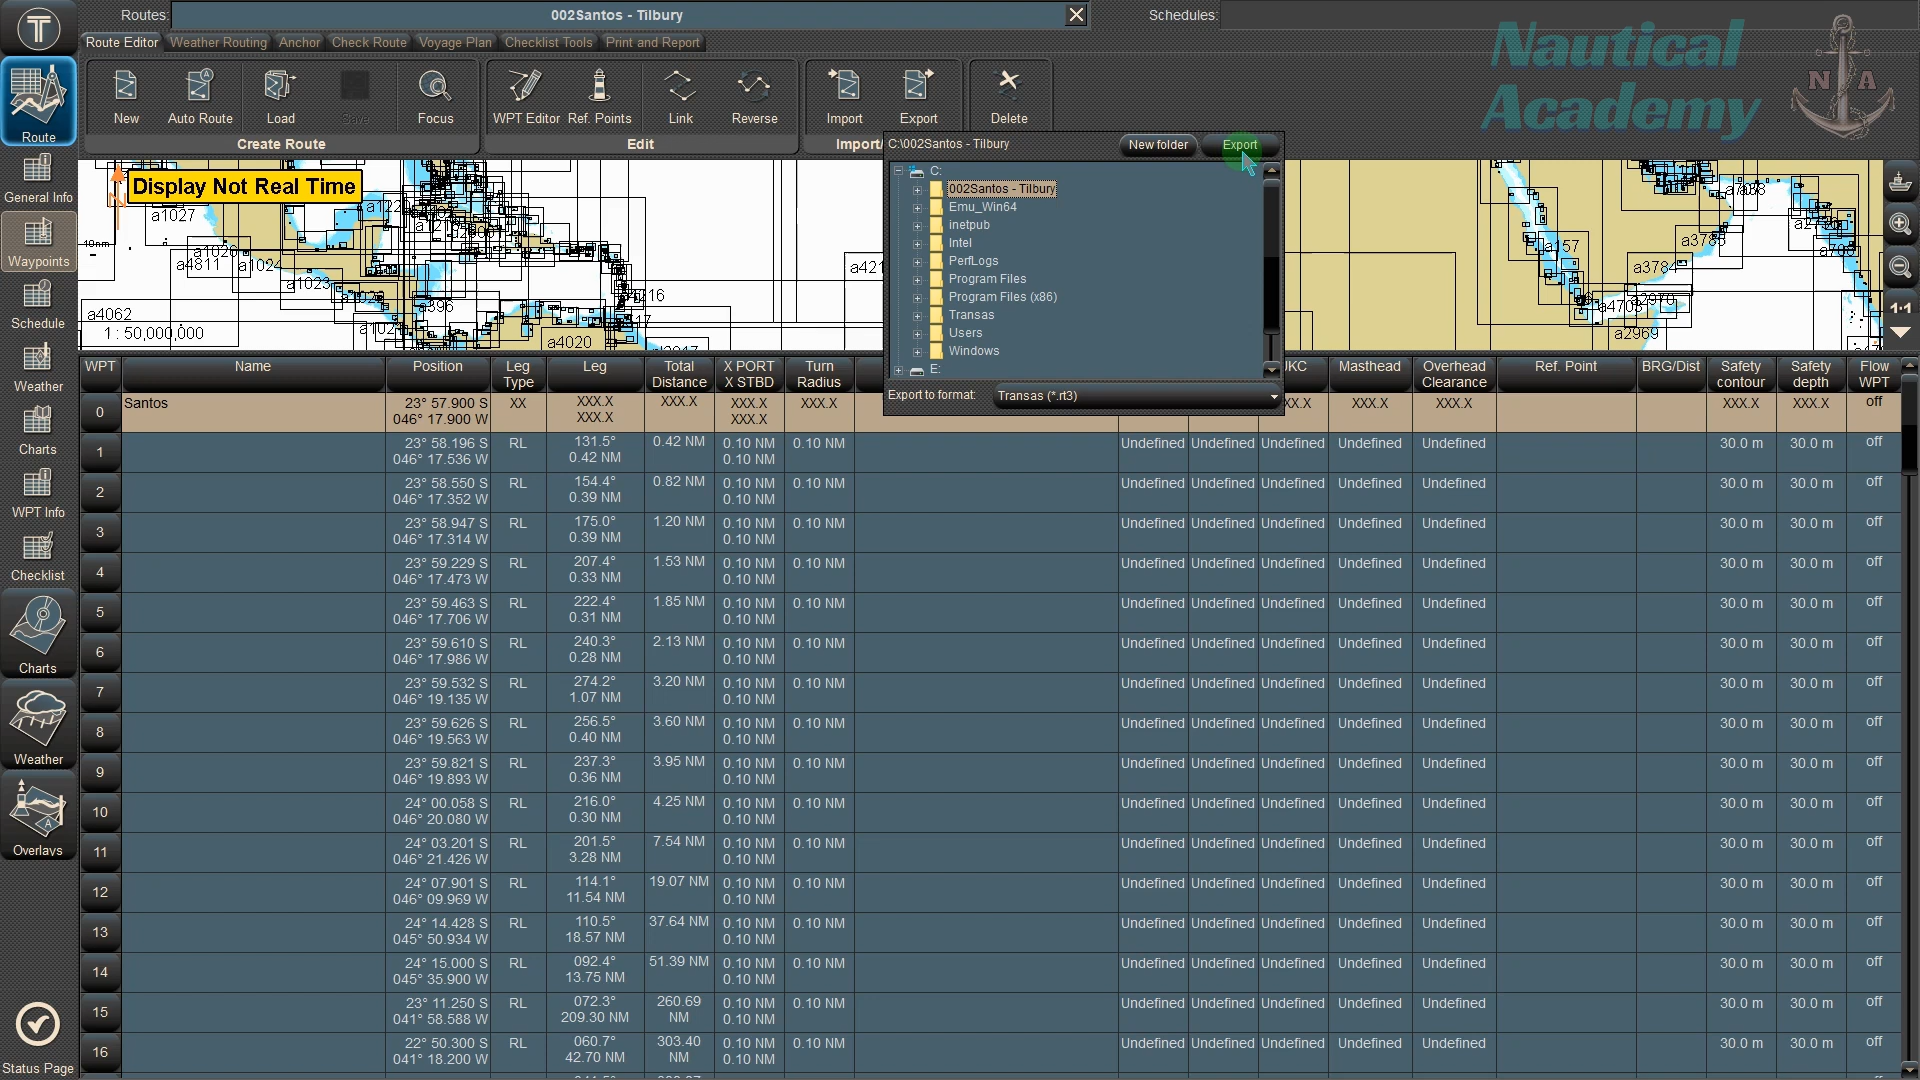 Routes: 002Santos - Tilbury Schedules:
Route Editor Weather Routing Anchor Check Route Voyage Plan Checklist Tools Print and Report
Nautical
Academy
N A
New Auto Route Load Save Focus WPT Editor Ref. Points Link Reverse Import Export Delete
Create Route Edit Import/
C:\002Santos - Tilbury New folder Export
C:
002Santos - Tilbury
Emu_Win64
inetpub
Intel
PerfLogs
Program Files
Program Files (x86)
Transas
Users
Windows
E:
Export to format: Transas (*.rt3)
Route
General Info
Waypoints
Schedule
Weather
Charts
WPT Info
Checklist
Charts
Weather
Overlays
Status Page
Display Not Real Time
N
a1027
a4811
a1023
a4062
1 : 50,000,000
a396
a4020
a157
a3784
a2969
1-1
WPT Name Position Leg Type Leg Total Distance X PORT X STBD Turn Radius Masthead Overhead Clearance Ref. Point BRG/Dist Safety contour Safety depth Flow WPT
0 Santos 23° 57.900 S XX XXX.X XXX.X XXX.X XXX.X XX.X XXX.X XXX.X XXX.X XXX.X off
046° 17.900 W XXX.X XXX.X
1 23° 58.196 S RL 131.5° 0.42 NM 0.10 NM 0.10 NM Undefined Undefined Undefined Undefined Undefined 30.0 m 30.0 m off
046° 17.536 W 0.42 NM 0.10 NM
2 23° 58.550 S RL 154.4° 0.82 NM 0.10 NM 0.10 NM Undefined Undefined Undefined Undefined Undefined 30.0 m 30.0 m off
046° 17.352 W 0.39 NM 0.10 NM
3 23° 58.947 S RL 175.0° 1.20 NM 0.10 NM 0.10 NM Undefined Undefined Undefined Undefined Undefined 30.0 m 30.0 m off
046° 17.314 W 0.39 NM 0.10 NM
4 23° 59.229 S RL 207.4° 1.53 NM 0.10 NM 0.10 NM Undefined Undefined Undefined Undefined Undefined 30.0 m 30.0 m off
046° 17.473 W 0.33 NM 0.10 NM
5 23° 59.463 S RL 222.4° 1.85 NM 0.10 NM 0.10 NM Undefined Undefined Undefined Undefined Undefined 30.0 m 30.0 m off
046° 17.706 W 0.31 NM 0.10 NM
6 23° 59.610 S RL 240.3° 2.13 NM 0.10 NM 0.10 NM Undefined Undefined Undefined Undefined Undefined 30.0 m 30.0 m off
046° 17.986 W 0.28 NM 0.10 NM
7 23° 59.532 S RL 274.2° 3.20 NM 0.10 NM 0.10 NM Undefined Undefined Undefined Undefined Undefined 30.0 m 30.0 m off
046° 19.135 W 1.07 NM 0.10 NM
8 23° 59.626 S RL 256.5° 3.60 NM 0.10 NM 0.10 NM Undefined Undefined Undefined Undefined Undefined 30.0 m 30.0 m off
046° 19.563 W 0.40 NM 0.10 NM
9 23° 59.821 S RL 237.3° 3.95 NM 0.10 NM 0.10 NM Undefined Undefined Undefined Undefined Undefined 30.0 m 30.0 m off
046° 19.893 W 0.36 NM 0.10 NM
10 24° 00.058 S RL 216.0° 4.25 NM 0.10 NM 0.10 NM Undefined Undefined Undefined Undefined Undefined 30.0 m 30.0 m off
046° 20.080 W 0.30 NM 0.10 NM
11 24° 03.201 S RL 201.5° 7.54 NM 0.10 NM 0.10 NM Undefined Undefined Undefined Undefined Undefined 30.0 m 30.0 m off
046° 21.426 W 3.28 NM 0.10 NM
12 24° 07.901 S RL 114.1° 19.07 NM 0.10 NM 0.10 NM Undefined Undefined Undefined Undefined Undefined 30.0 m 30.0 m off
046° 09.969 W 11.54 NM 0.10 NM
13 24° 14.428 S RL 110.5° 37.64 NM 0.10 NM 0.10 NM Undefined Undefined Undefined Undefined Undefined 30.0 m 30.0 m off
045° 50.934 W 18.57 NM 0.10 NM
14 24° 15.000 S RL 092.4° 51.39 NM 0.10 NM 0.10 NM Undefined Undefined Undefined Undefined Undefined 30.0 m 30.0 m off
045° 35.900 W 13.75 NM 0.10 NM
15 23° 11.250 S RL 072.3° 260.69 NM 0.10 NM 0.10 NM Undefined Undefined Undefined Undefined Undefined 30.0 m 30.0 m off
041° 58.588 W 209.30 NM 0.10 NM
16 22° 50.300 S RL 060.7° 303.40 NM 0.10 NM 0.10 NM Undefined Undefined Undefined Undefined Undefined 30.0 m 30.0 m off
041° 18.200 W 42.70 NM 0.10 NM